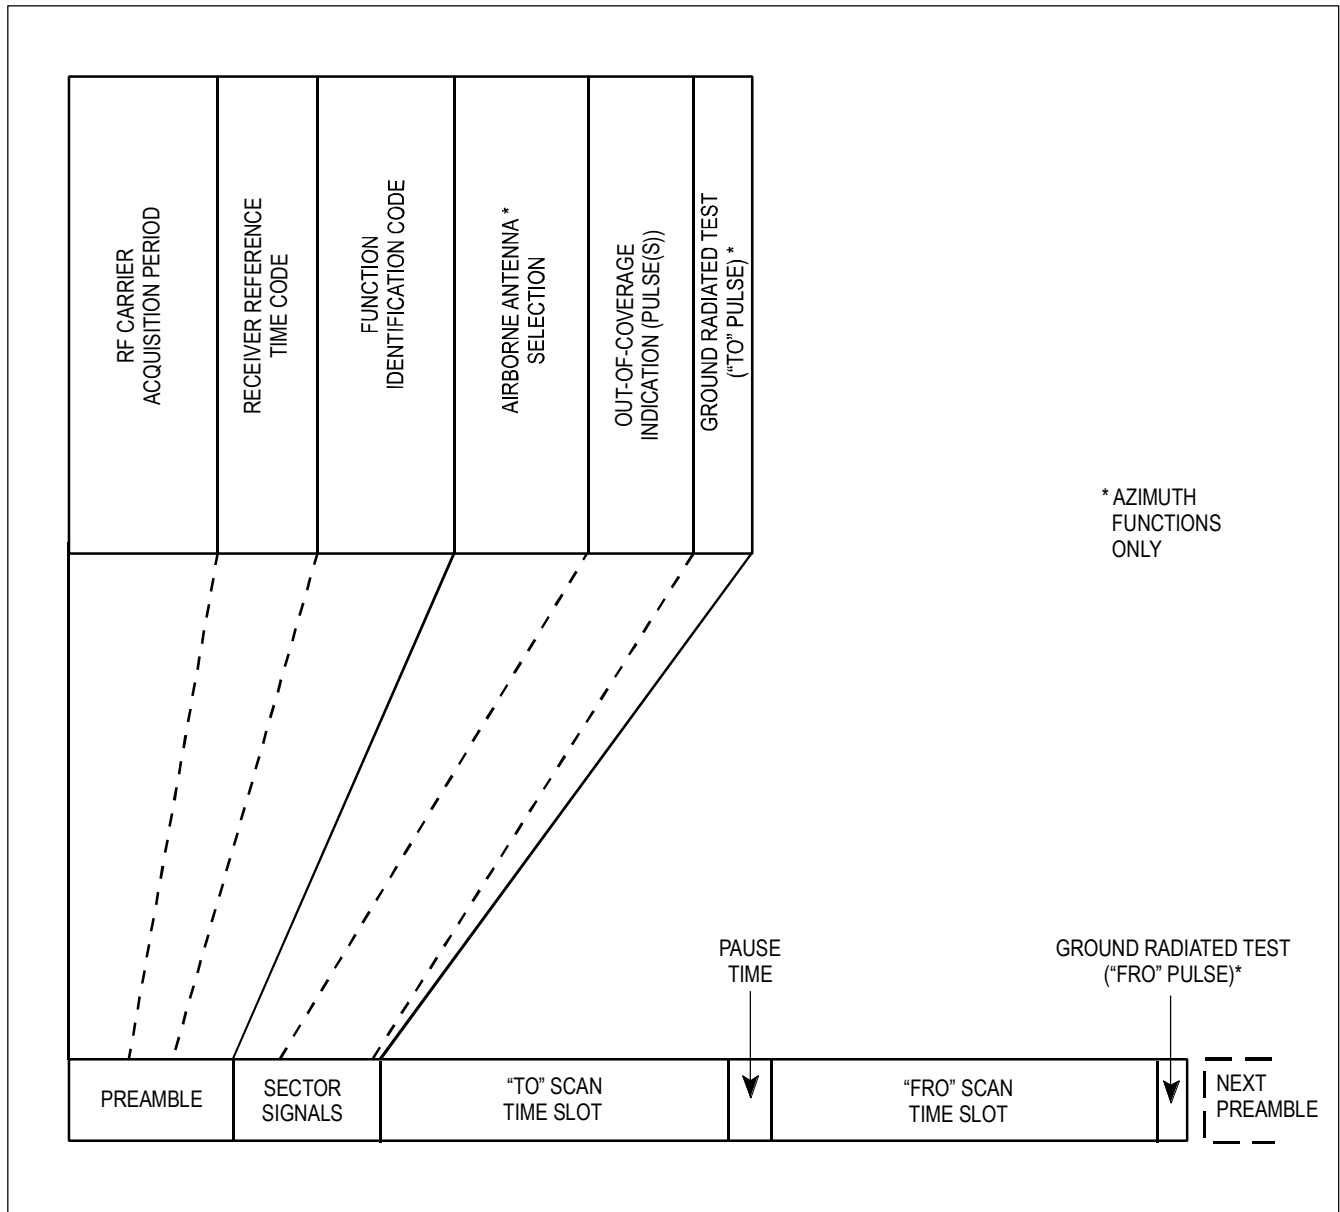 RF CARRIER
ACQUISITION PERIOD
RECEIVER REFERENCE
TIME CODE
FUNCTION
IDENTIFICATION CODE
AIRBORNE ANTENNA *
SELECTION
OUT-OF-COVERAGE
INDICATION (PULSE(S))
GROUND RADIATED TEST
(“TO” PULSE) *
* AZIMUTH
FUNCTIONS
ONLY
PAUSE
TIME
GROUND RADIATED TEST
(“FRO” PULSE)*
PREAMBLE
SECTOR
SIGNALS
“TO” SCAN
TIME SLOT
“FRO” SCAN
TIME SLOT
NEXT
PREAMBLE